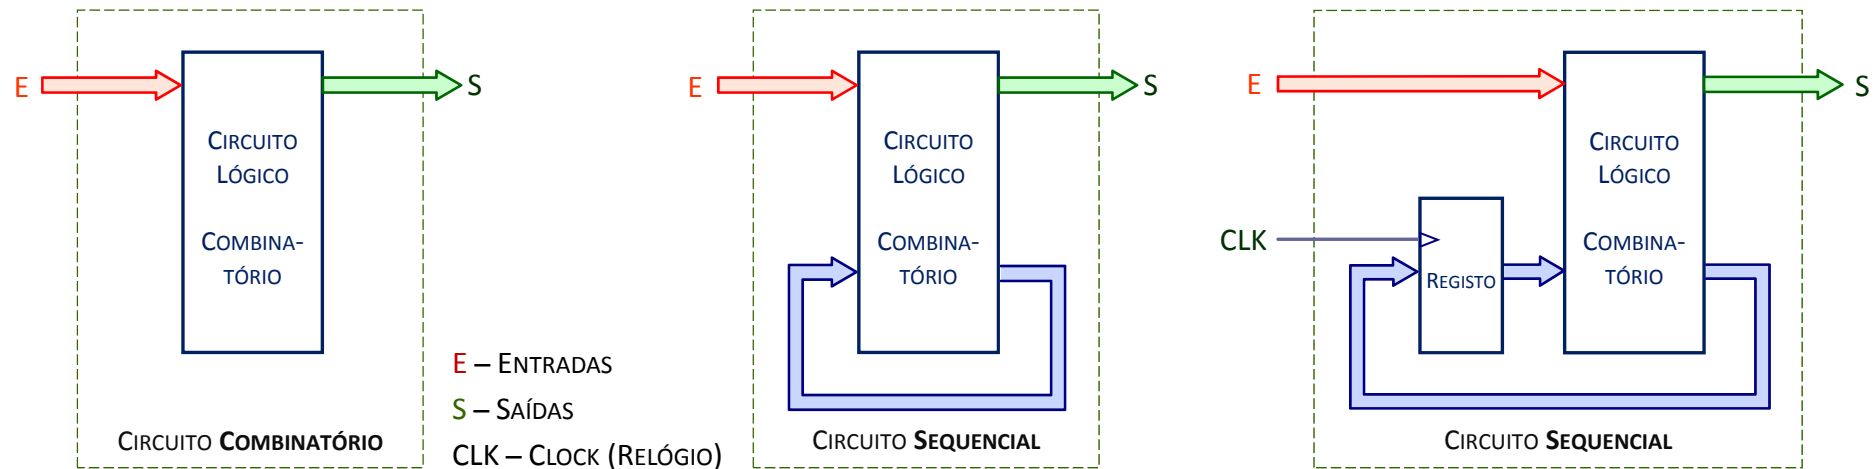 E
CIRCUITO
LÓGICO
COMBINA-
TÓRIO
S
CIRCUITO COMBINATÓRIO
E – ENTRADAS
S – SAÍDAS
CLK – CLOCK (RELÓGIO)
E
CIRCUITO
LÓGICO
COMBINA-
TÓRIO
S
CIRCUITO SEQUENCIAL
E
CLK
REGISTO
CIRCUITO
LÓGICO
COMBINA-
TÓRIO
S
CIRCUITO SEQUENCIAL